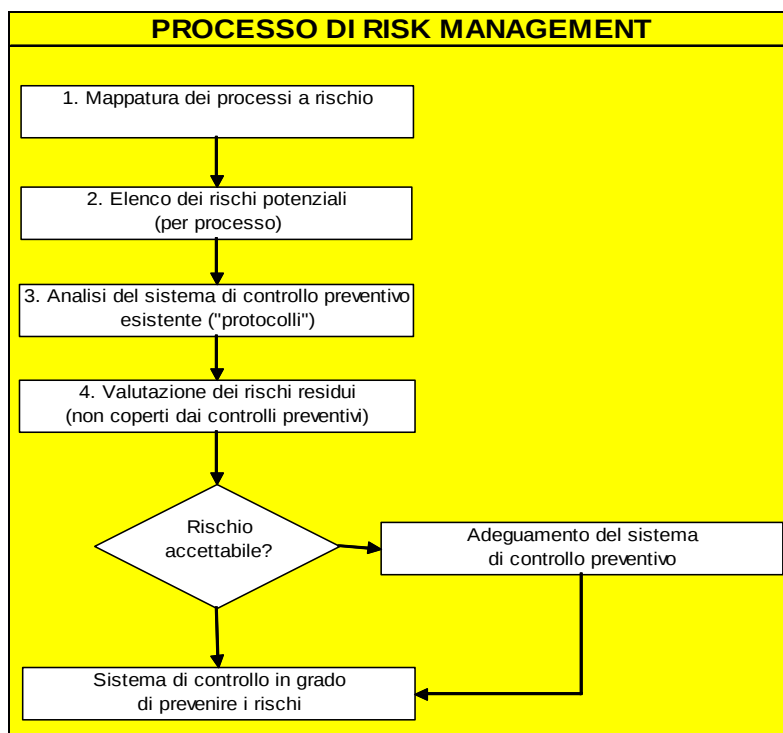 PROCESSO DI RISK MANAGEMENT
1. Mappatura dei processi a rischio
2. Elenco dei rischi potenziali
(per processo)
3. Analisi del sistema di controllo preventivo
esistente ("protocolli")
4. Valutazione dei rischi residui
(non coperti dai controlli preventivi)
Rischio
accettabile?
Adeguamento del sistema
di controllo preventivo
Sistema di controllo in grado
di prevenire i rischi